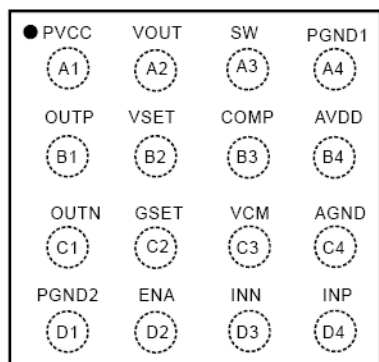 PVCC VOUT SW PGND1
A1 A2 A3 A4
OUTP VSET COMP AVDD
B1 B2 B3 B4
OUTN GSET VCM AGND
C1 C2 C3 C4
PGND2 ENA INN INP
D1 D2 D3 D4